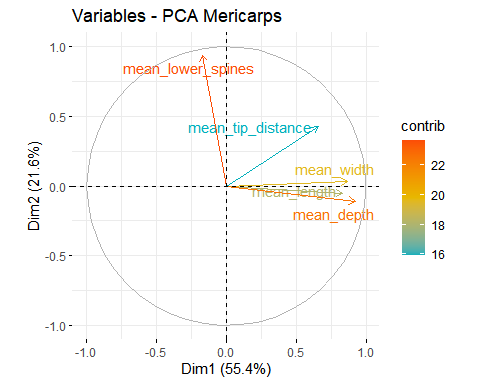 Variables - PCA Mericarps
1.0
0.5
0.0
-0.5
-1.0
Dim2 (21.6%)
mean_lower_spines
mean_tip_distance
mean_width
mean_length
mean_depth
-1.0 -0.5 0.0 0.5 1.0
Dim1 (55.4%)
contrib
22
20
18
16